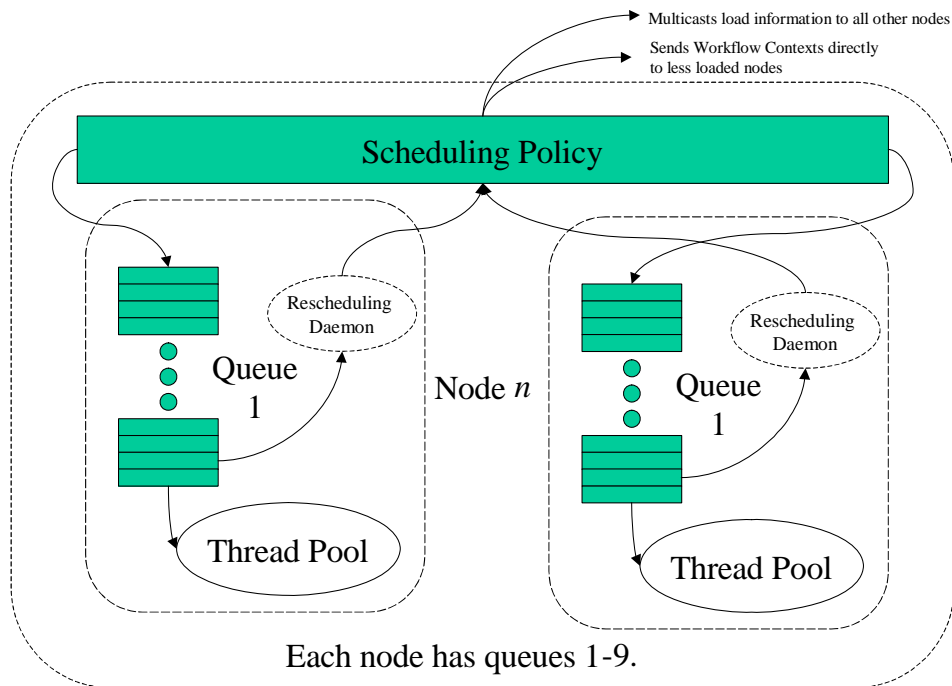 Multicasts load information to all other nodes
Sends Workflow Contexts directly
to less loaded nodes
Scheduling Policy
Rescheduling
Daemon
Queue
1
Thread Pool
Node n
Rescheduling
Daemon
Queue
1
Thread Pool
Each node has queues 1-9.